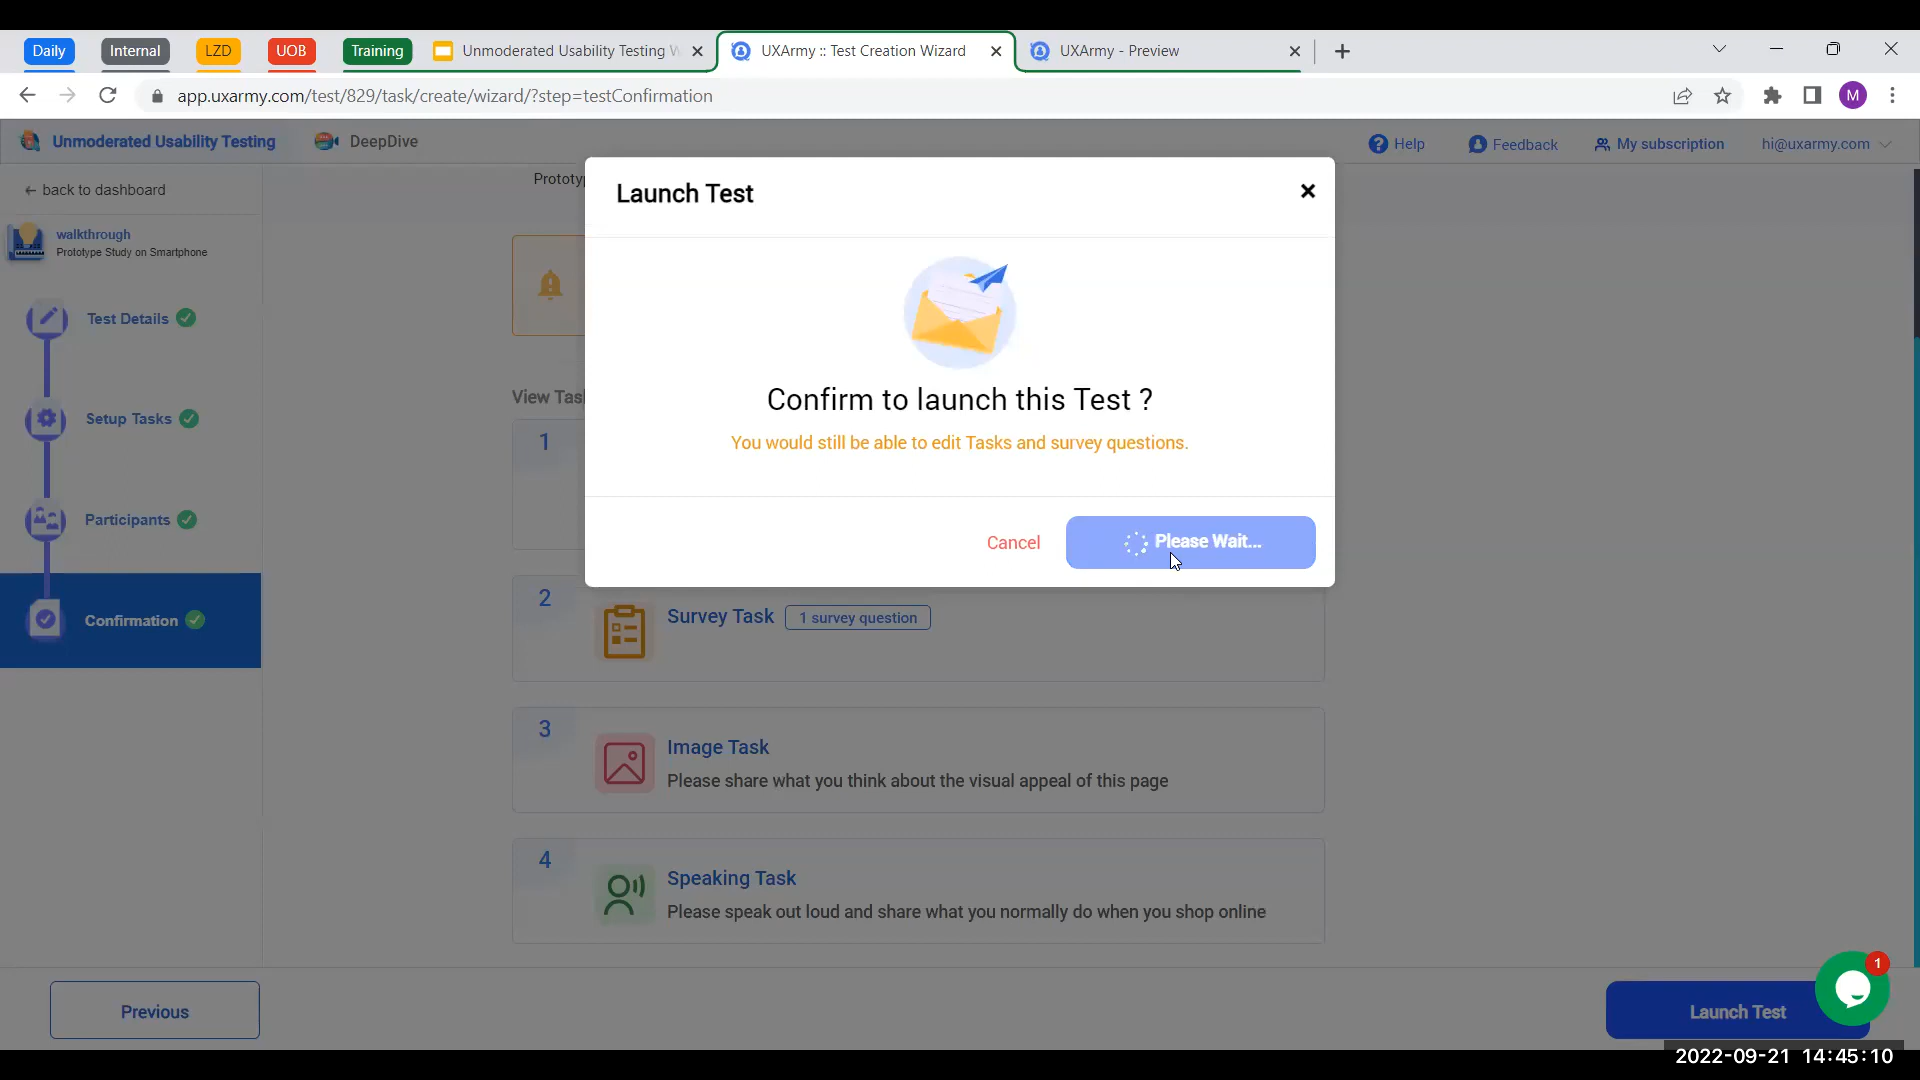 Daily
Internal
LZD
UOB
Training
Unmoderated Usability Testing W
UXArmy :: Test Creation Wizard
UXArmy - Preview
app.uxarmy.com/test/829/task/create/wizard/?step=testConfirmation
M
Unmoderated Usability Testing
DeepDive
Help
Feedback
My subscription
hi@uxarmy.com
← back to dashboard
walkthrough
Prototype Study on Smartphone
Test Details
Setup Tasks
Participants
Confirmation
Prototy
View Tas
Launch Test
Confirm to launch this Test ?
You would still be able to edit Tasks and survey questions.
Cancel
Please Wait...
1
2
Survey Task
1 survey question
3
Image Task
Please share what you think about the visual appeal of this page
4
Speaking Task
Please speak out loud and share what you normally do when you shop online
Previous
Launch Test
1
2022-09-21 14:45:10